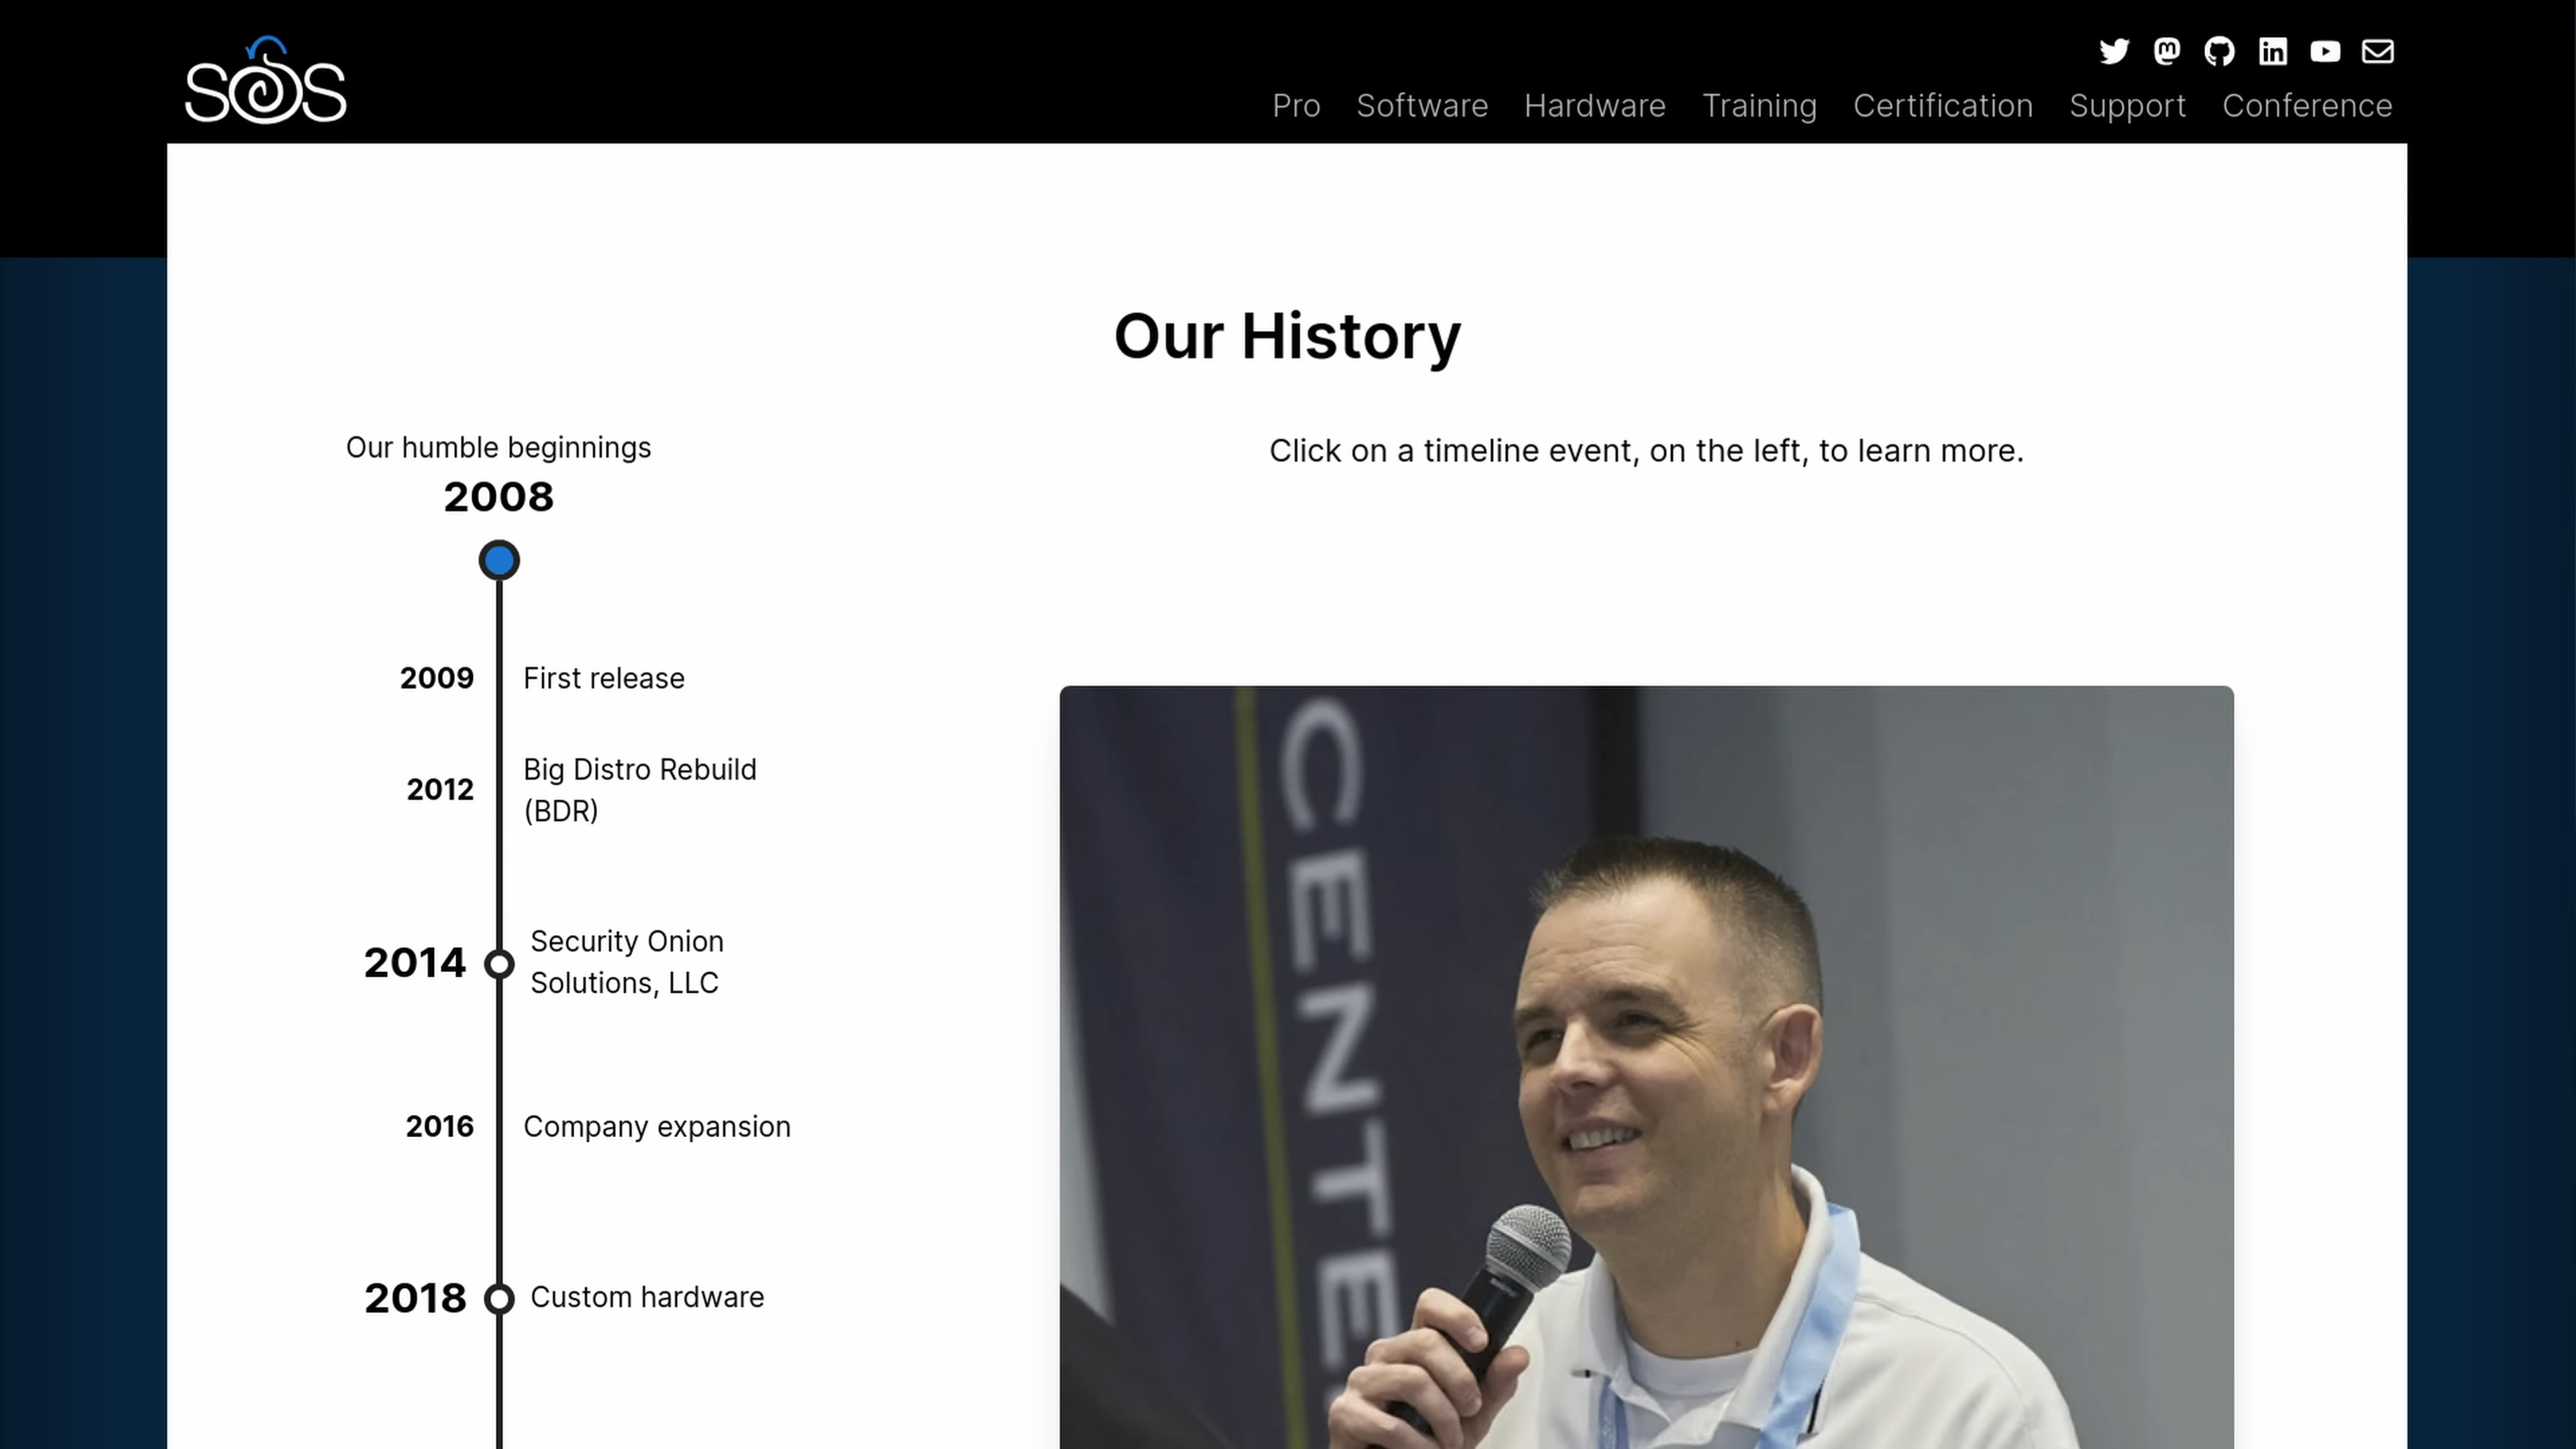 SOS
Pro Software Hardware Training Certification Support Conference
Our History
Our humble beginnings
2008
Click on a timeline event, on the left, to learn more.
2009 First release
2012 Big Distro Rebuild
(BDR)
2014 Security Onion
Solutions, LLC
2016 Company expansion
2018 Custom hardware
CENTE